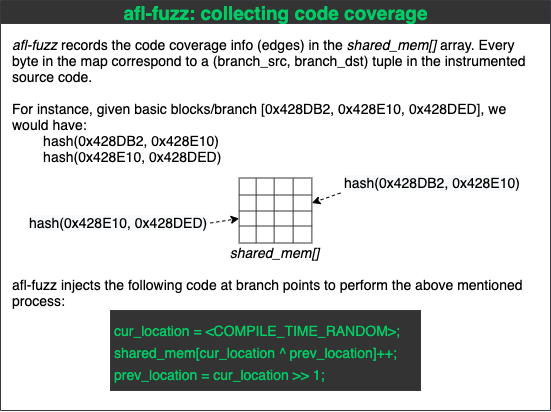 afl-fuzz: collecting code coverage
afl-fuzz records the code coverage info (edges) in the shared_mem[] array. Every
byte in the map correspond to a (branch_src, branch_dst) tuple in the instrumented
source code.
For instance, given basic blocks/branch [0x428DB2, 0x428E10, 0x428DED], we
would have:
hash(0x428DB2, 0x428E10)
hash(0x428E10, 0x428DED)
hash(0x428DB2, 0x428E10)
hash(0x428E10, 0x428DED)
shared_mem[]
afl-fuzz injects the following code at branch points to perform the above mentioned
process:
cur_location = <COMPILE_TIME_RANDOM>;
shared_mem[cur_location ^ prev_location]++;
prev_location = cur_location >> 1;